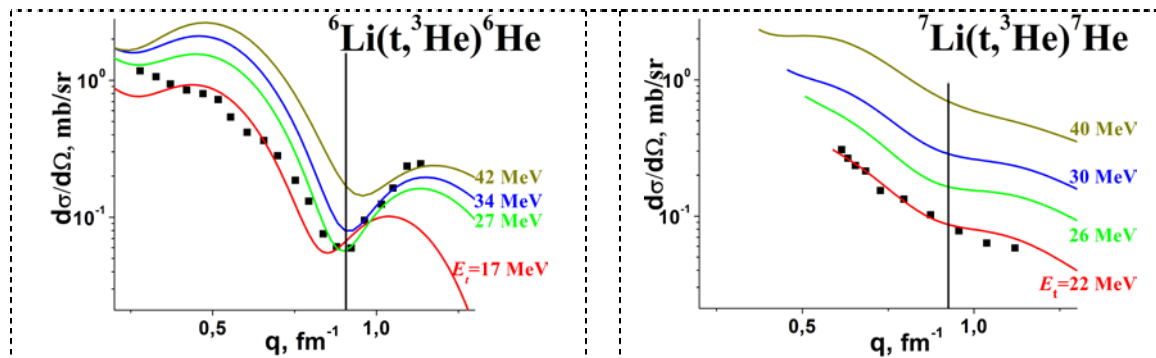 ⁶Li(t,³He)⁶He
dσ/dΩ, mb/sr
10⁰
10⁻¹
42 MeV
34 MeV
27 MeV
Eₜ=17 MeV
0,5
1,0
q, fm⁻¹
⁷Li(t,³He)⁷He
dσ/dΩ, mb/sr
10⁰
10⁻¹
40 MeV
30 MeV
26 MeV
Eₜ=22 MeV
0,5
1,0
q, fm⁻¹